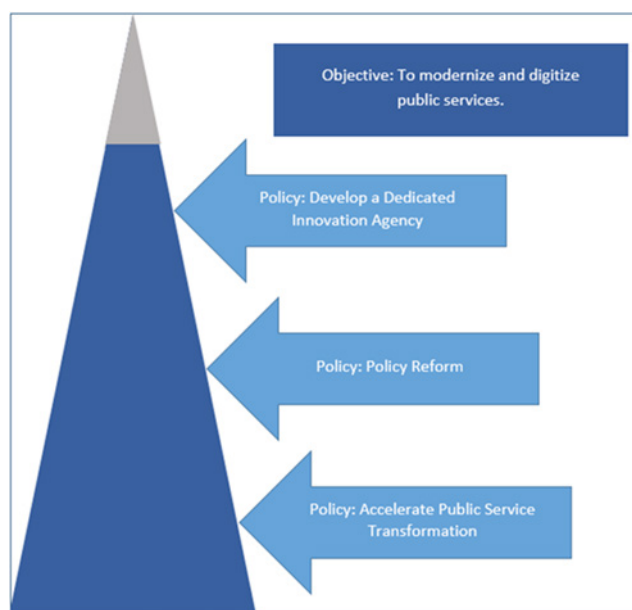 Objective: To modernize and digitize
public services.
Policy: Develop a Dedicated
Innovation Agency
Policy: Policy Reform
Policy: Accelerate Public Service
Transformation